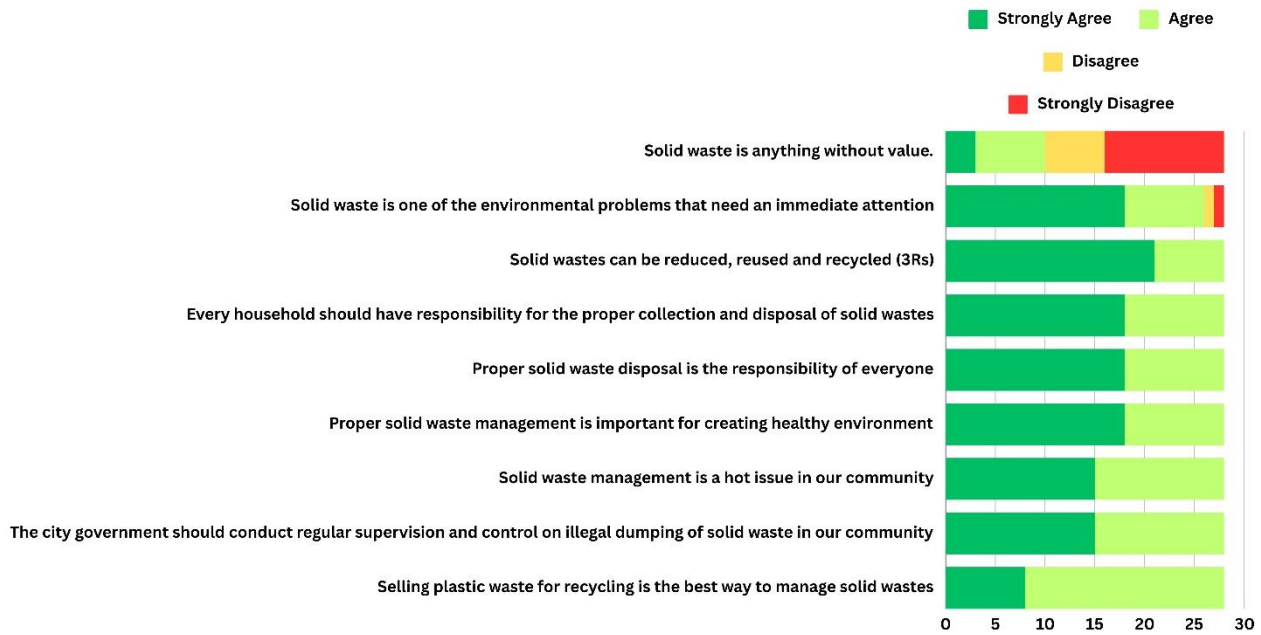 Strongly Agree Agree
Disagree
Strongly Disagree
Solid waste is anything without value.
Solid waste is one of the environmental problems that need an immediate attention
Solid wastes can be reduced, reused and recycled (3Rs)
Every household should have responsibility for the proper collection and disposal of solid wastes
Proper solid waste disposal is the responsibility of everyone
Proper solid waste management is important for creating healthy environment
Solid waste management is a hot issue in our community
The city government should conduct regular supervision and control on illegal dumping of solid waste in our community
Selling plastic waste for recycling is the best way to manage solid wastes
0 5 10 15 20 25 30